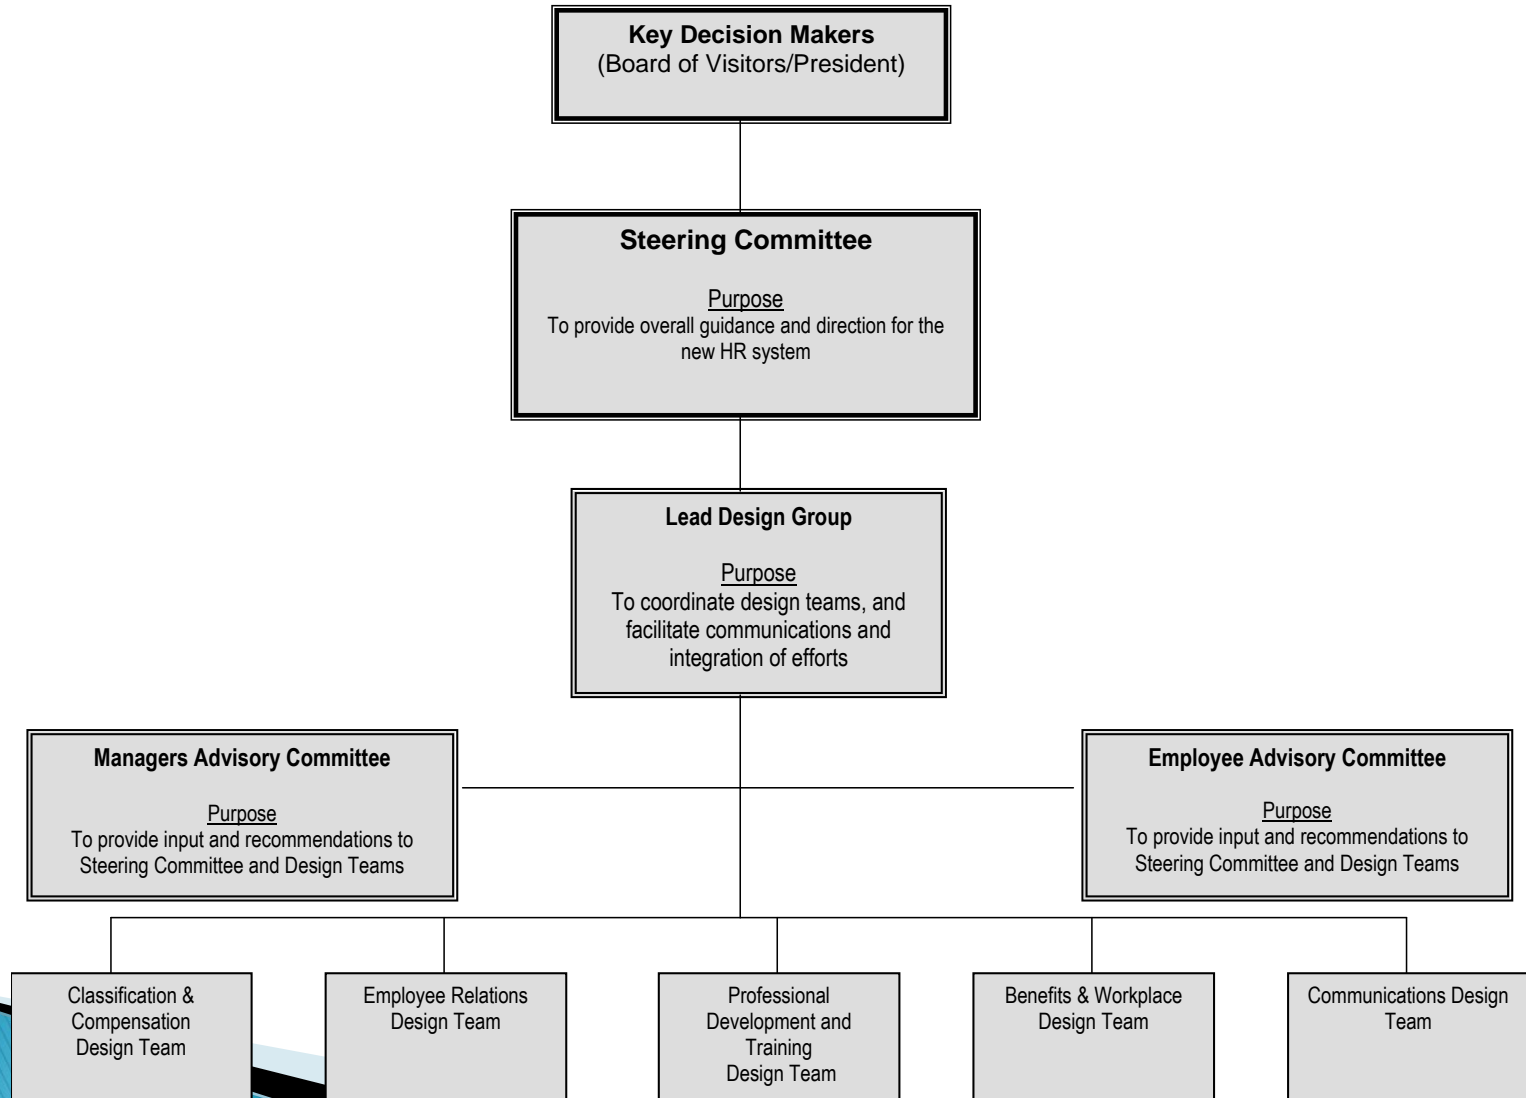 Key Decision Makers
(Board of Visitors/President)
Steering Committee
Purpose
To provide overall guidance and direction for the
new HR system
Lead Design Group
Purpose
To coordinate design teams, and
facilitate communications and
integration of efforts
Managers Advisory Committee
Purpose
To provide input and recommendations to
Steering Committee and Design Teams
Employee Advisory Committee
Purpose
To provide input and recommendations to
Steering Committee and Design Teams
Classification &
Compensation
Design Team
Employee Relations
Design Team
Professional
Development and
Training
Design Team
Benefits & Workplace
Design Team
Communications Design
Team